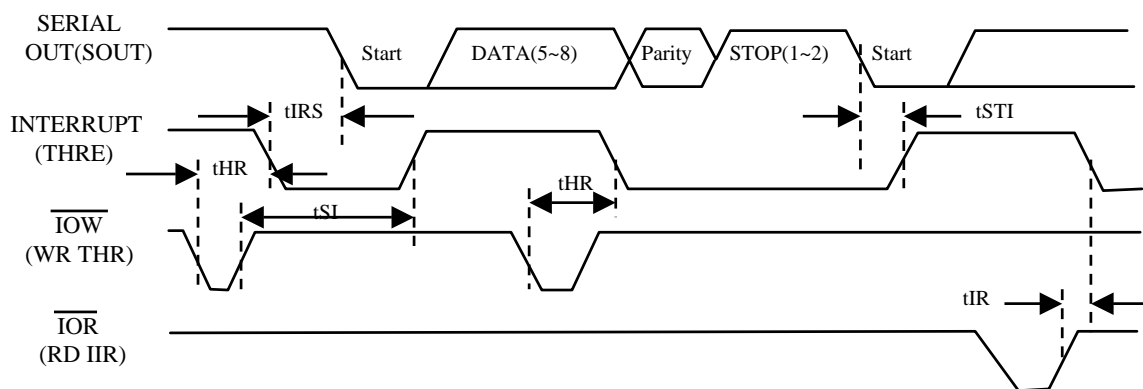 SERIAL
OUT(SOUT)
Start
DATA(5~8)
Parity
STOP(1~2)
Start
tIRS
tSTI
INTERRUPT
(THRE)
tHR
tHR
tSI
IOW
(WR THR)
tIR
IOR
(RD IIR)